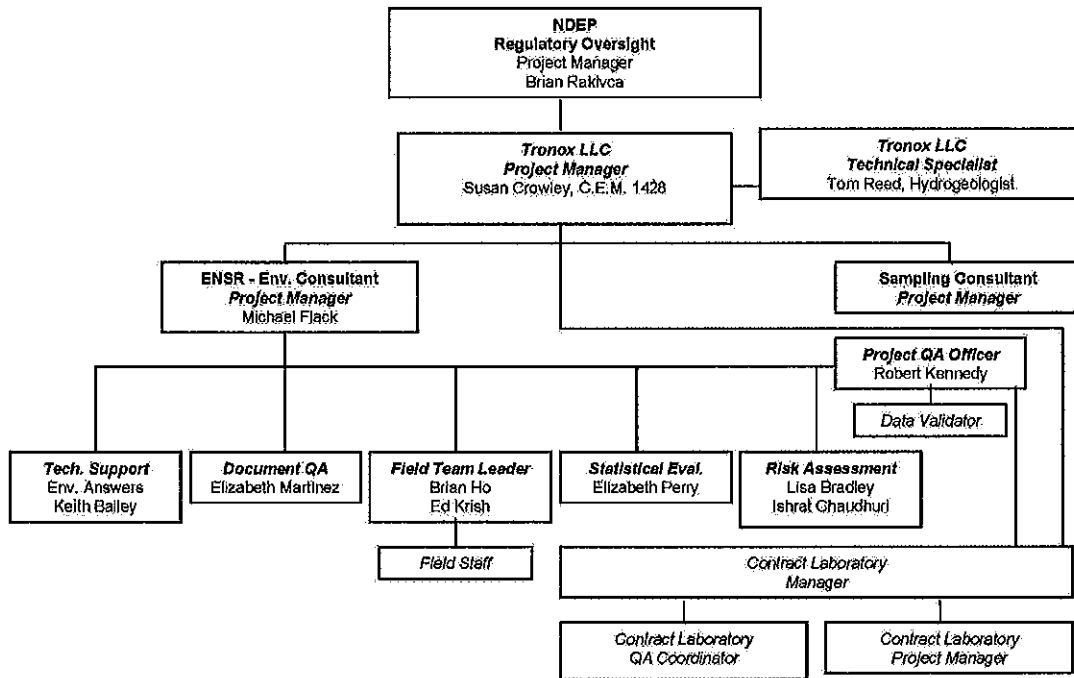 NDEP
Regulatory Oversight
Project Manager
Brian Rakivca
Tronox LLC
Project Manager
Susan Crowley, C.E.M. 1428
Tronox LLC
Technical Specialist
Tom Reed, Hydrogeologist
ENSR - Env. Consultant
Project Manager
Michael Flack
Sampling Consultant
Project Manager
Project QA Officer
Robert Kennedy
Data Validator
Tech. Support
Env. Answers
Keith Bailey
Document QA
Elizabeth Martinez
Field Team Leader
Brian Ho
Ed Krish
Statistical Eval.
Elizabeth Perry
Risk Assessment
Lisa Bradley
Ishrat Chaudhuri
Field Staff
Contract Laboratory
Manager
Contract Laboratory
QA Coordinator
Contract Laboratory
Project Manager